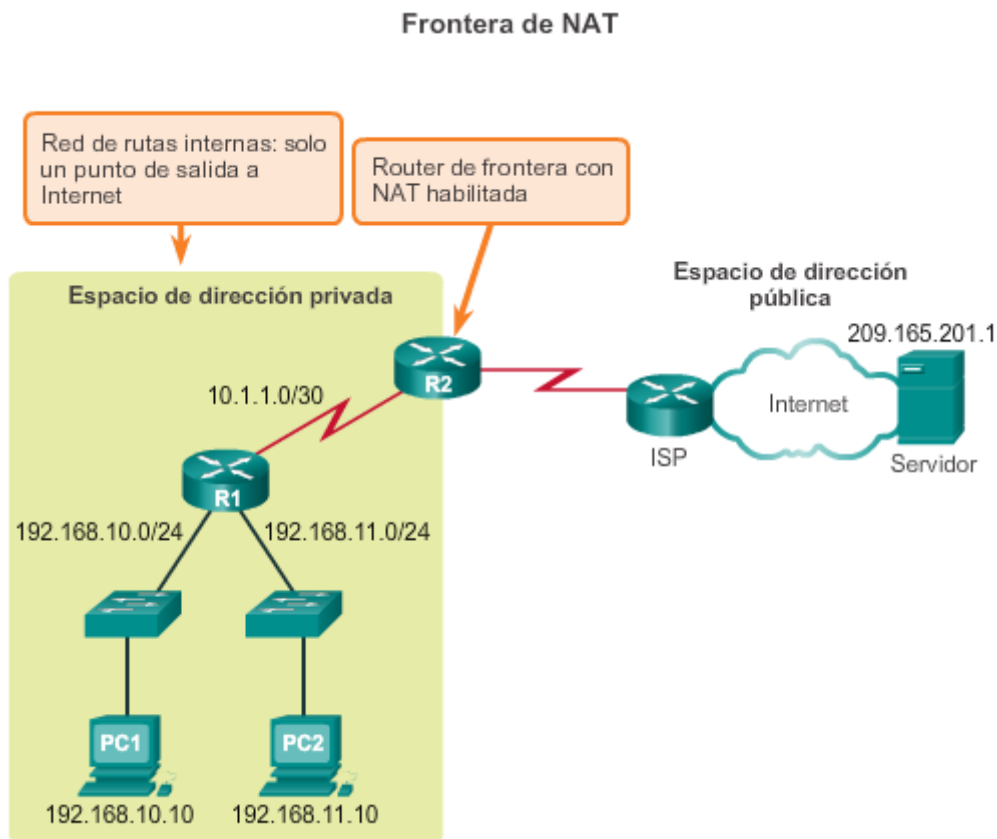 Frontera de NAT
Red de rutas internas: solo
un punto de salida a
Internet
Router de frontera con
NAT habilitada
Espacio de dirección privada
Espacio de dirección
pública
209.165.201.1
R2
10.1.1.0/30
Internet
ISP
Servidor
R1
192.168.10.0/24
192.168.11.0/24
PC1
PC2
192.168.10.10
192.168.11.10